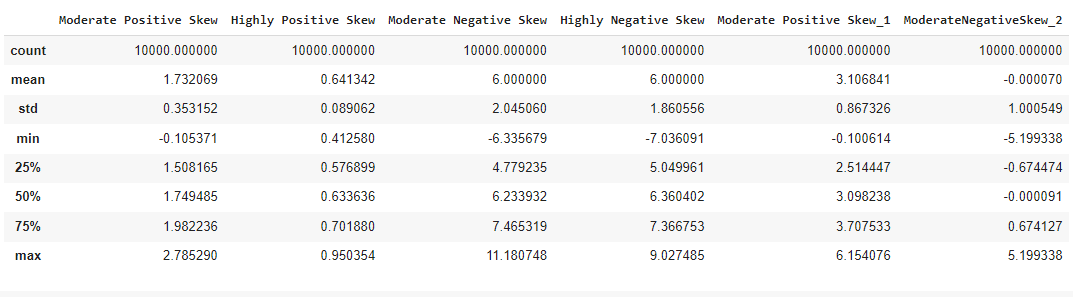 Moderate Positive Skew Highly Positive Skew Moderate Negative Skew Highly Negative Skew Moderate Positive Skew_1 ModerateNegativeSkew_2
count 10000.000000 10000.000000 10000.000000 10000.000000 10000.000000 10000.000000
mean 1.732069 0.641342 6.000000 6.000000 3.106841 -0.000070
std 0.353152 0.089062 2.045060 1.860556 0.867326 1.000549
min -0.105371 0.412580 -6.335679 -7.036091 -0.100614 -5.199338
25% 1.508165 0.576899 4.779235 5.049961 2.514447 -0.674474
50% 1.749485 0.633636 6.233932 6.360402 3.098238 -0.000091
75% 1.982236 0.701880 7.465319 7.366753 3.707533 0.674127
max 2.785290 0.950354 11.180748 9.027485 6.154076 5.199338